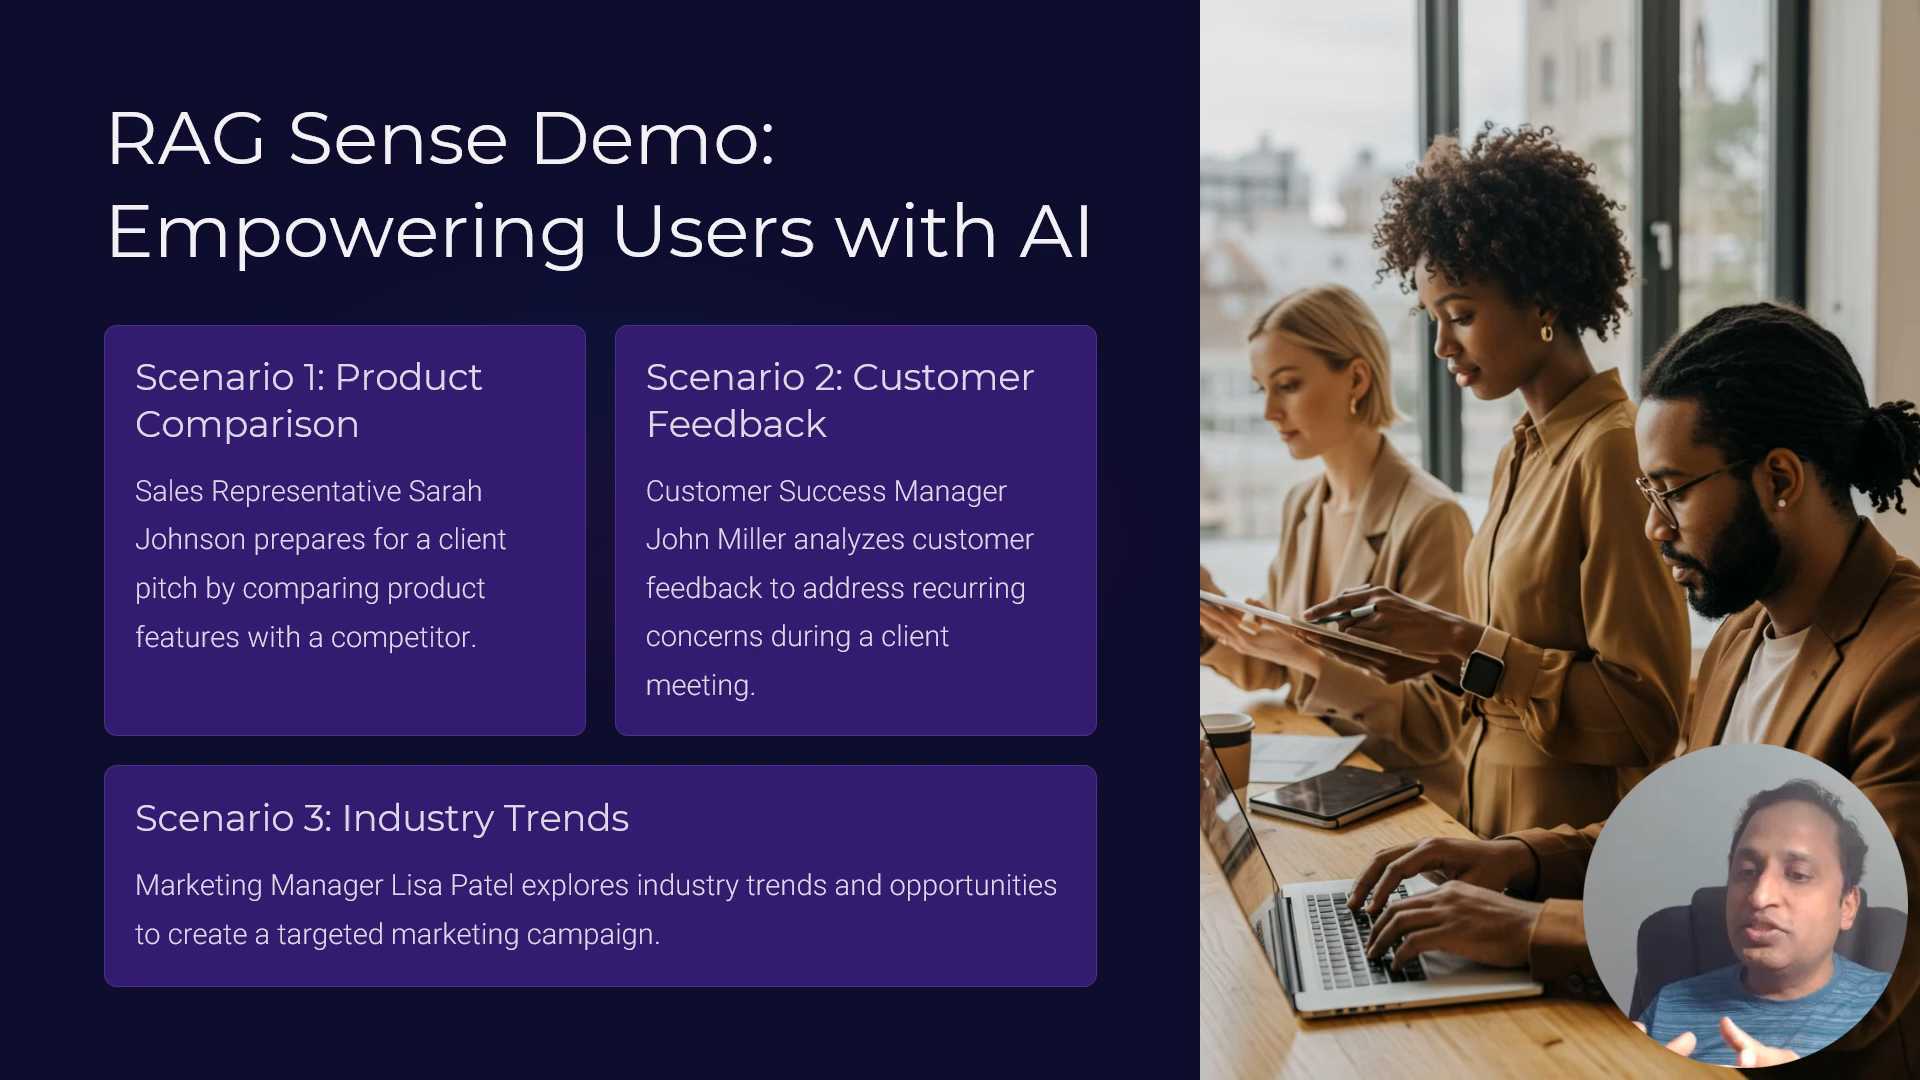 RAG Sense Demo:
Empowering Users with AI
Scenario 1: Product
Comparison
Sales Representative Sarah
Johnson prepares for a client
pitch by comparing product
features with a competitor.
Scenario 2: Customer
Feedback
Customer Success Manager
John Miller analyzes customer
feedback to address recurring
concerns during a client
meeting.
Scenario 3: Industry Trends
Marketing Manager Lisa Patel explores industry trends and opportunities
to create a targeted marketing campaign.